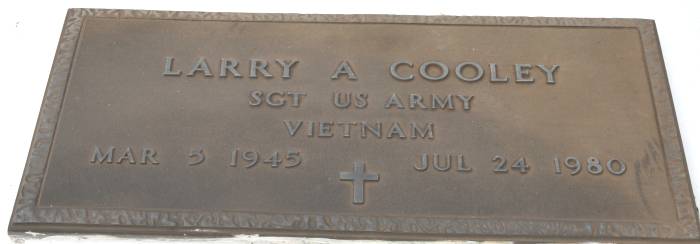 LARRY A COOLEY
SGT US ARMY
VIETNAM
MAR 5 1945 JUL 24 1980